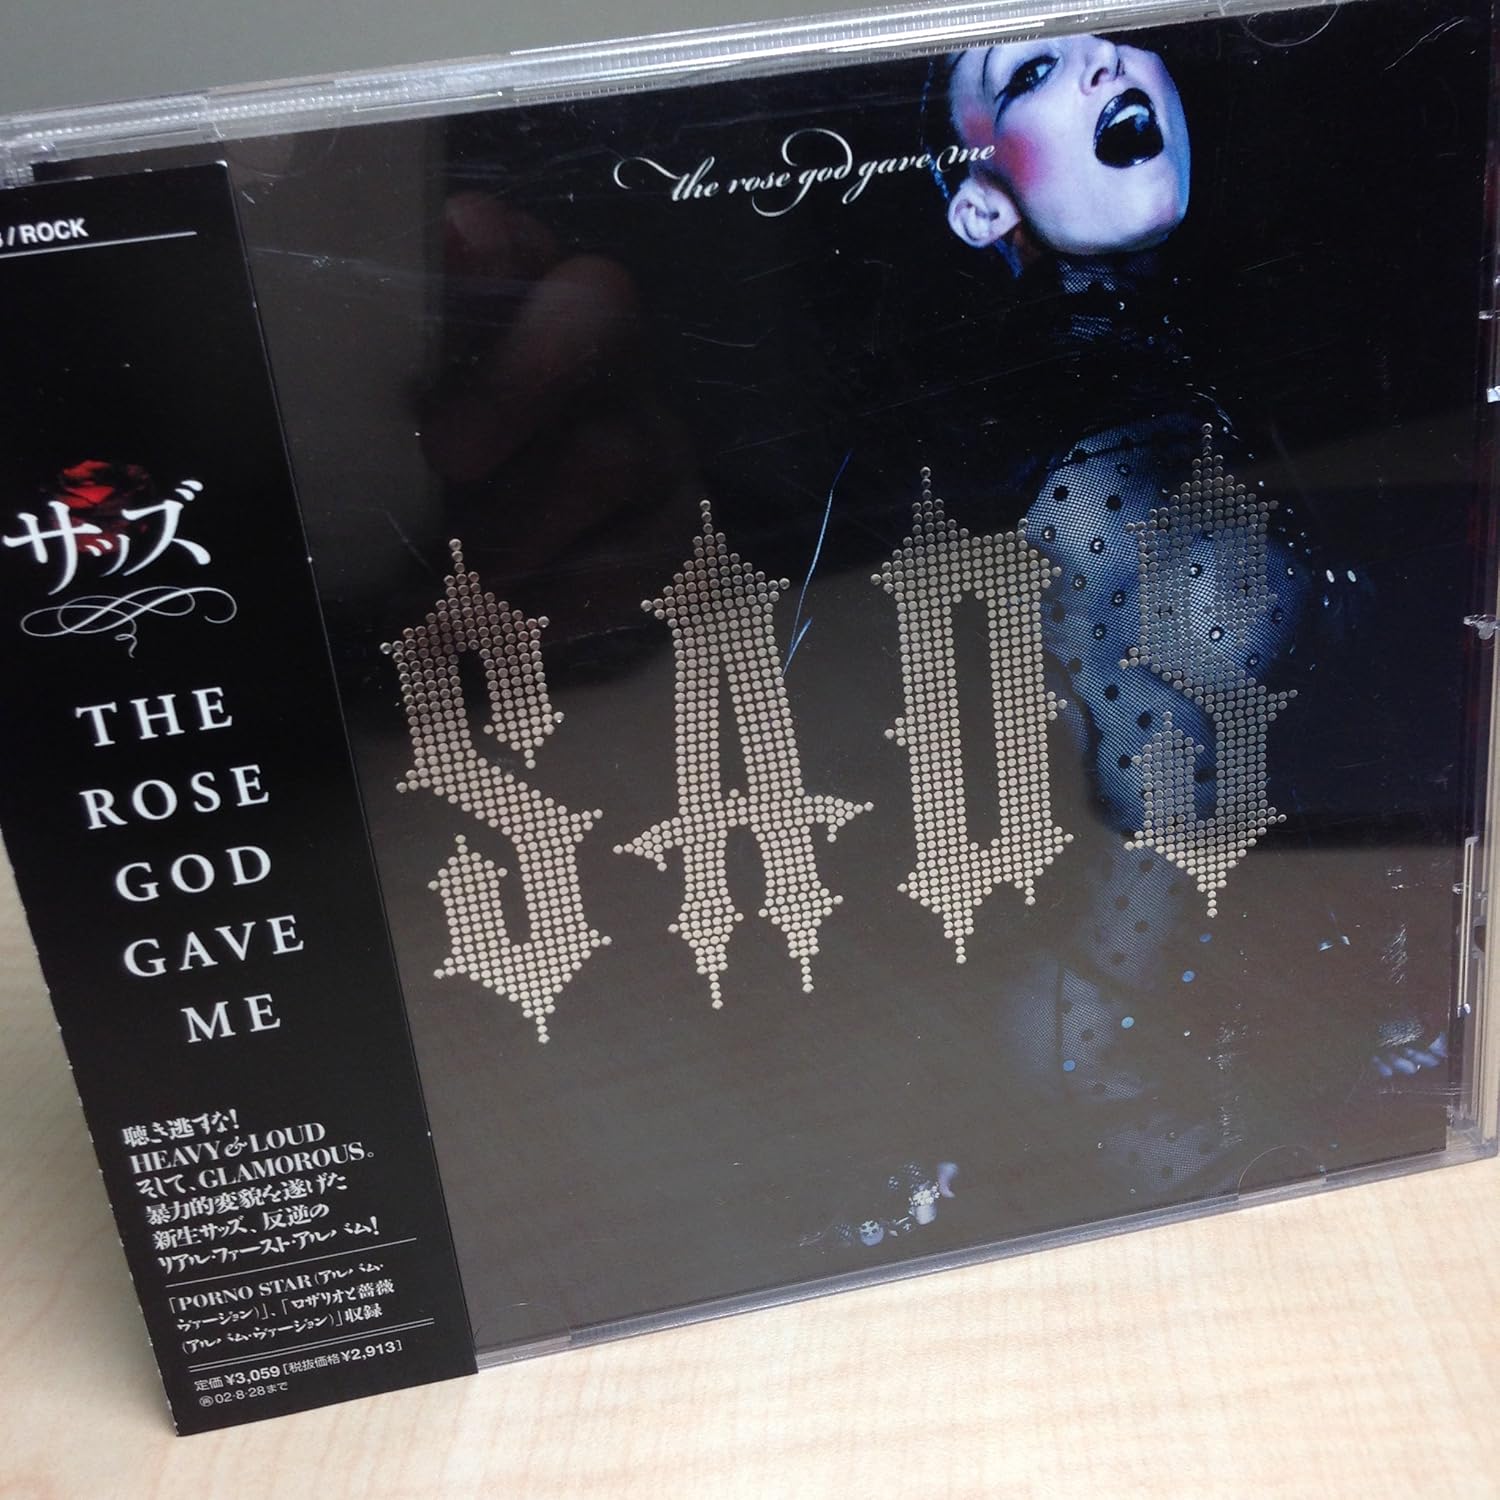 /ROCK
サッズ
THE
ROSE
GOD
GAVE
ME
聴き逃すな!
HEAVY&LOUD
そして、GLAMOROUS。
暴力的変貌を遂げた
新生サッズ、反逆の
リアル・ファースト・アルバム!
「PORNO STAR(アルバム・
ヴァージョン)」、「ロザリオと薔薇
(アルバム・ヴァージョン)」収録
定価¥3,059[税抜価格¥2,913]
㋐02・8・28まで
the rose god gave me
SADS